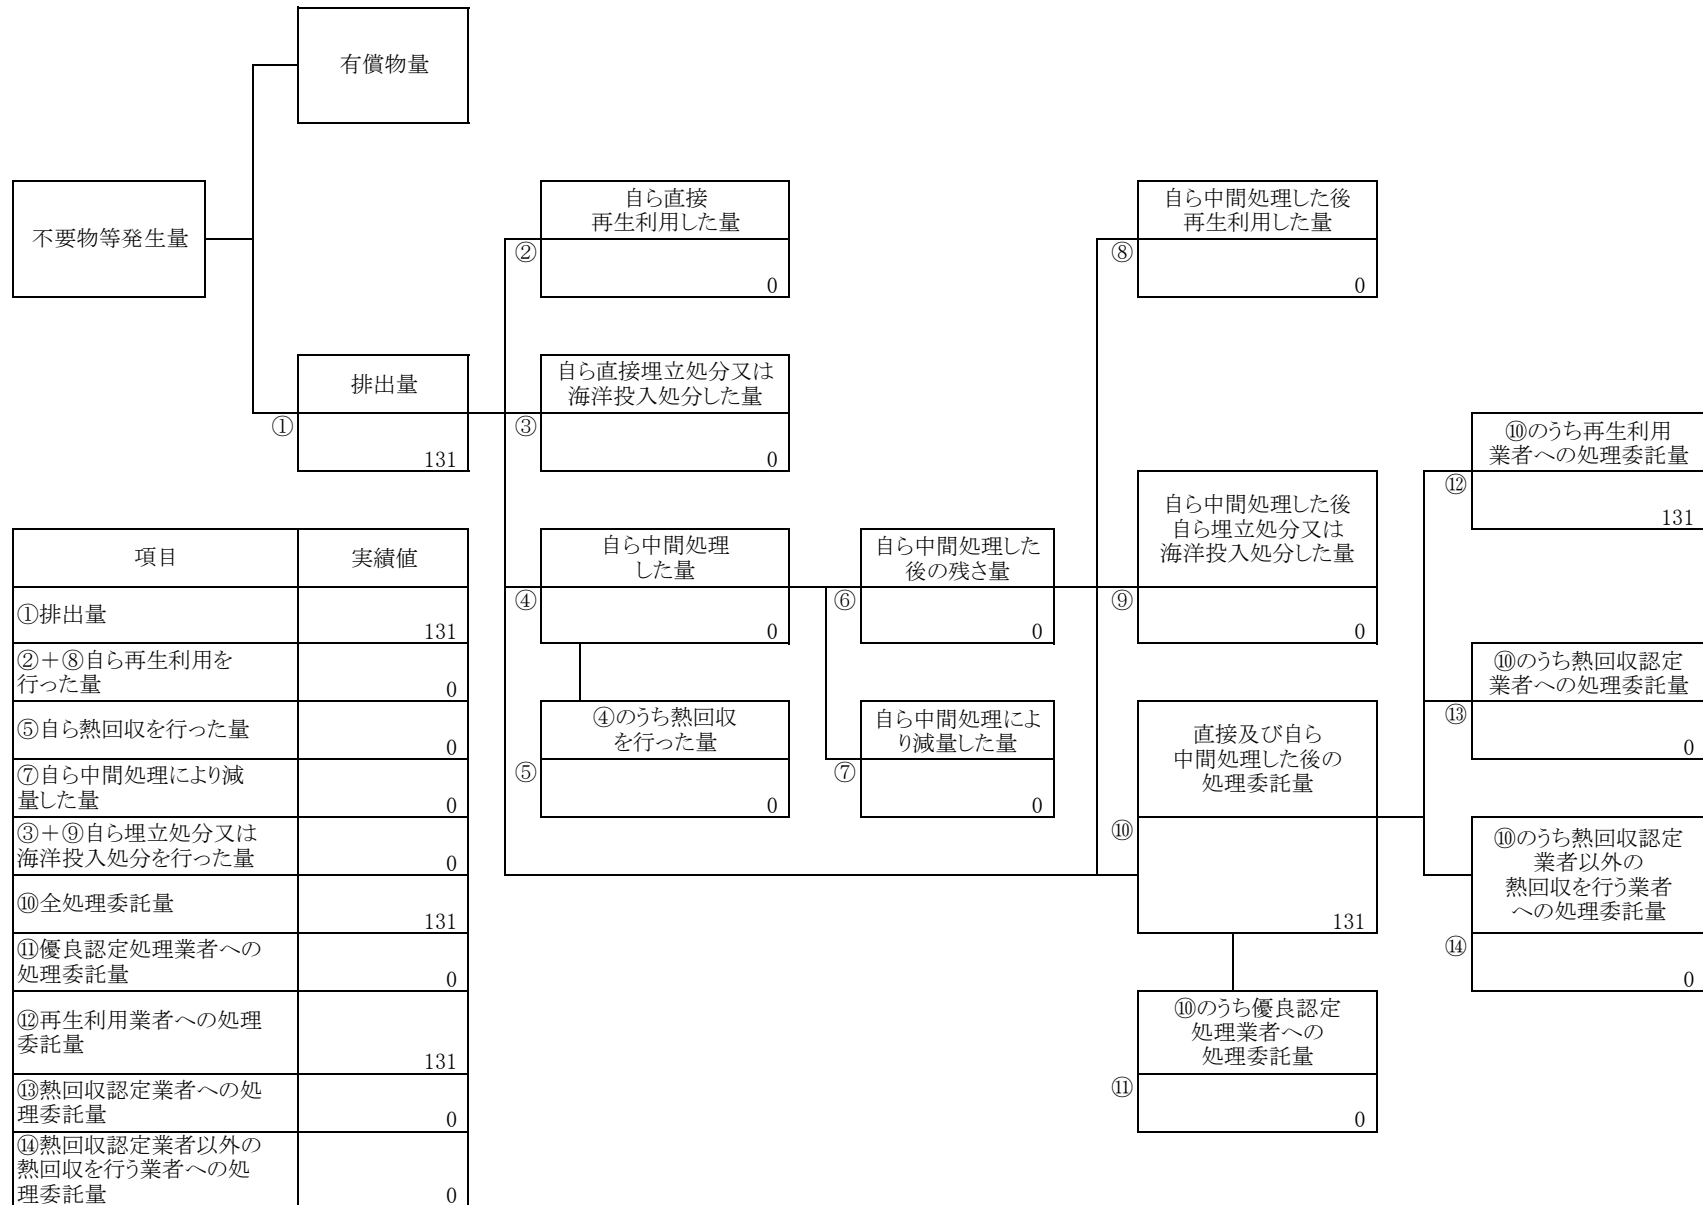 有償物量
不要物等発生量
自ら直接
再生利用した量
②
0
自ら中間処理した後
再生利用した量
⑧
0
排出量
①
131
自ら直接埋立処分又は
海洋投入処分した量
③
0
⑩のうち再生利用
業者への処理委託量
⑫
131
自ら中間処理
した量
④
0
自ら中間処理した
後の残さ量
⑥
0
自ら中間処理した後
自ら埋立処分又は
海洋投入処分した量
⑨
0
⑩のうち熱回収認定
業者への処理委託量
⑬
0
④のうち熱回収
を行った量
⑤
0
自ら中間処理によ
り減量した量
⑦
0
直接及び自ら
中間処理した後の
処理委託量
⑩
131
⑩のうち熱回収認定
業者以外の
熱回収を行う業者
への処理委託量
⑭
0
⑩のうち優良認定
処理業者への
処理委託量
⑪
0
項目 実績値
①排出量
131
②＋⑧自ら再生利用を
行った量 0
⑤自ら熱回収を行った量
0
⑦自ら中間処理により減
量した量 0
③＋⑨自ら埋立処分又は
海洋投入処分を行った量 0
⑩全処理委託量
131
⑪優良認定処理業者への
処理委託量 0
⑫再生利用業者への処理
委託量
131
⑬熱回収認定業者への処
理委託量 0
⑭熱回収認定業者以外の
熱回収を行う業者への処
理委託量 0